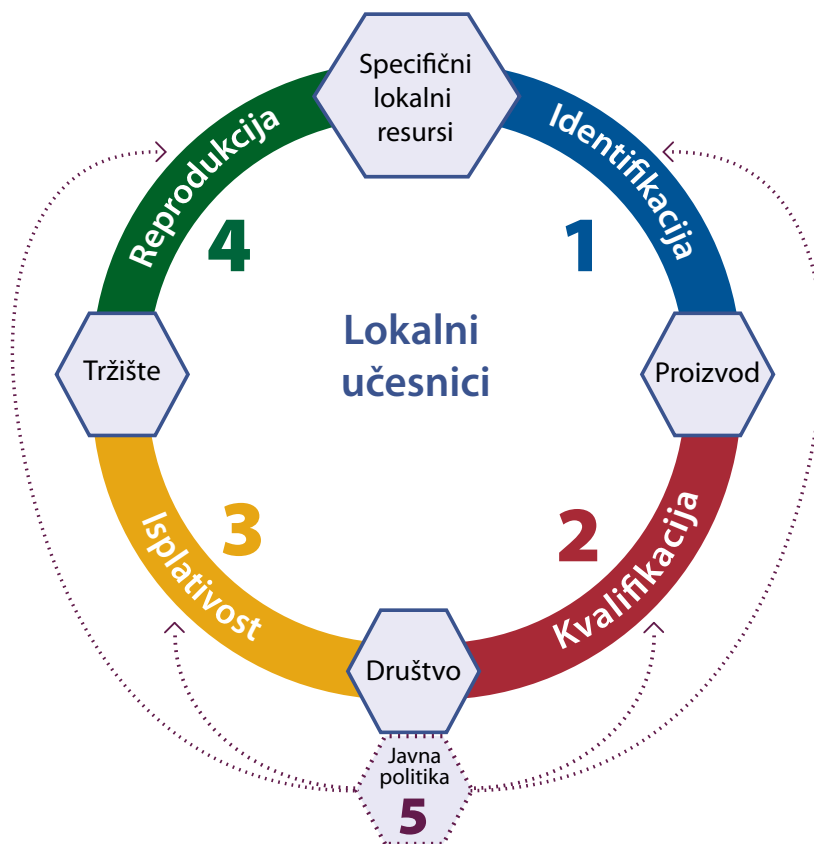 Specifični
lokalni
resursi
Identifikacija
1
Proizvod
Kvalifikacija
2
Društvo
Isplativost
3
Tržište
Reprodukcija
4
Lokalni
učesnici
Javna
politika
5